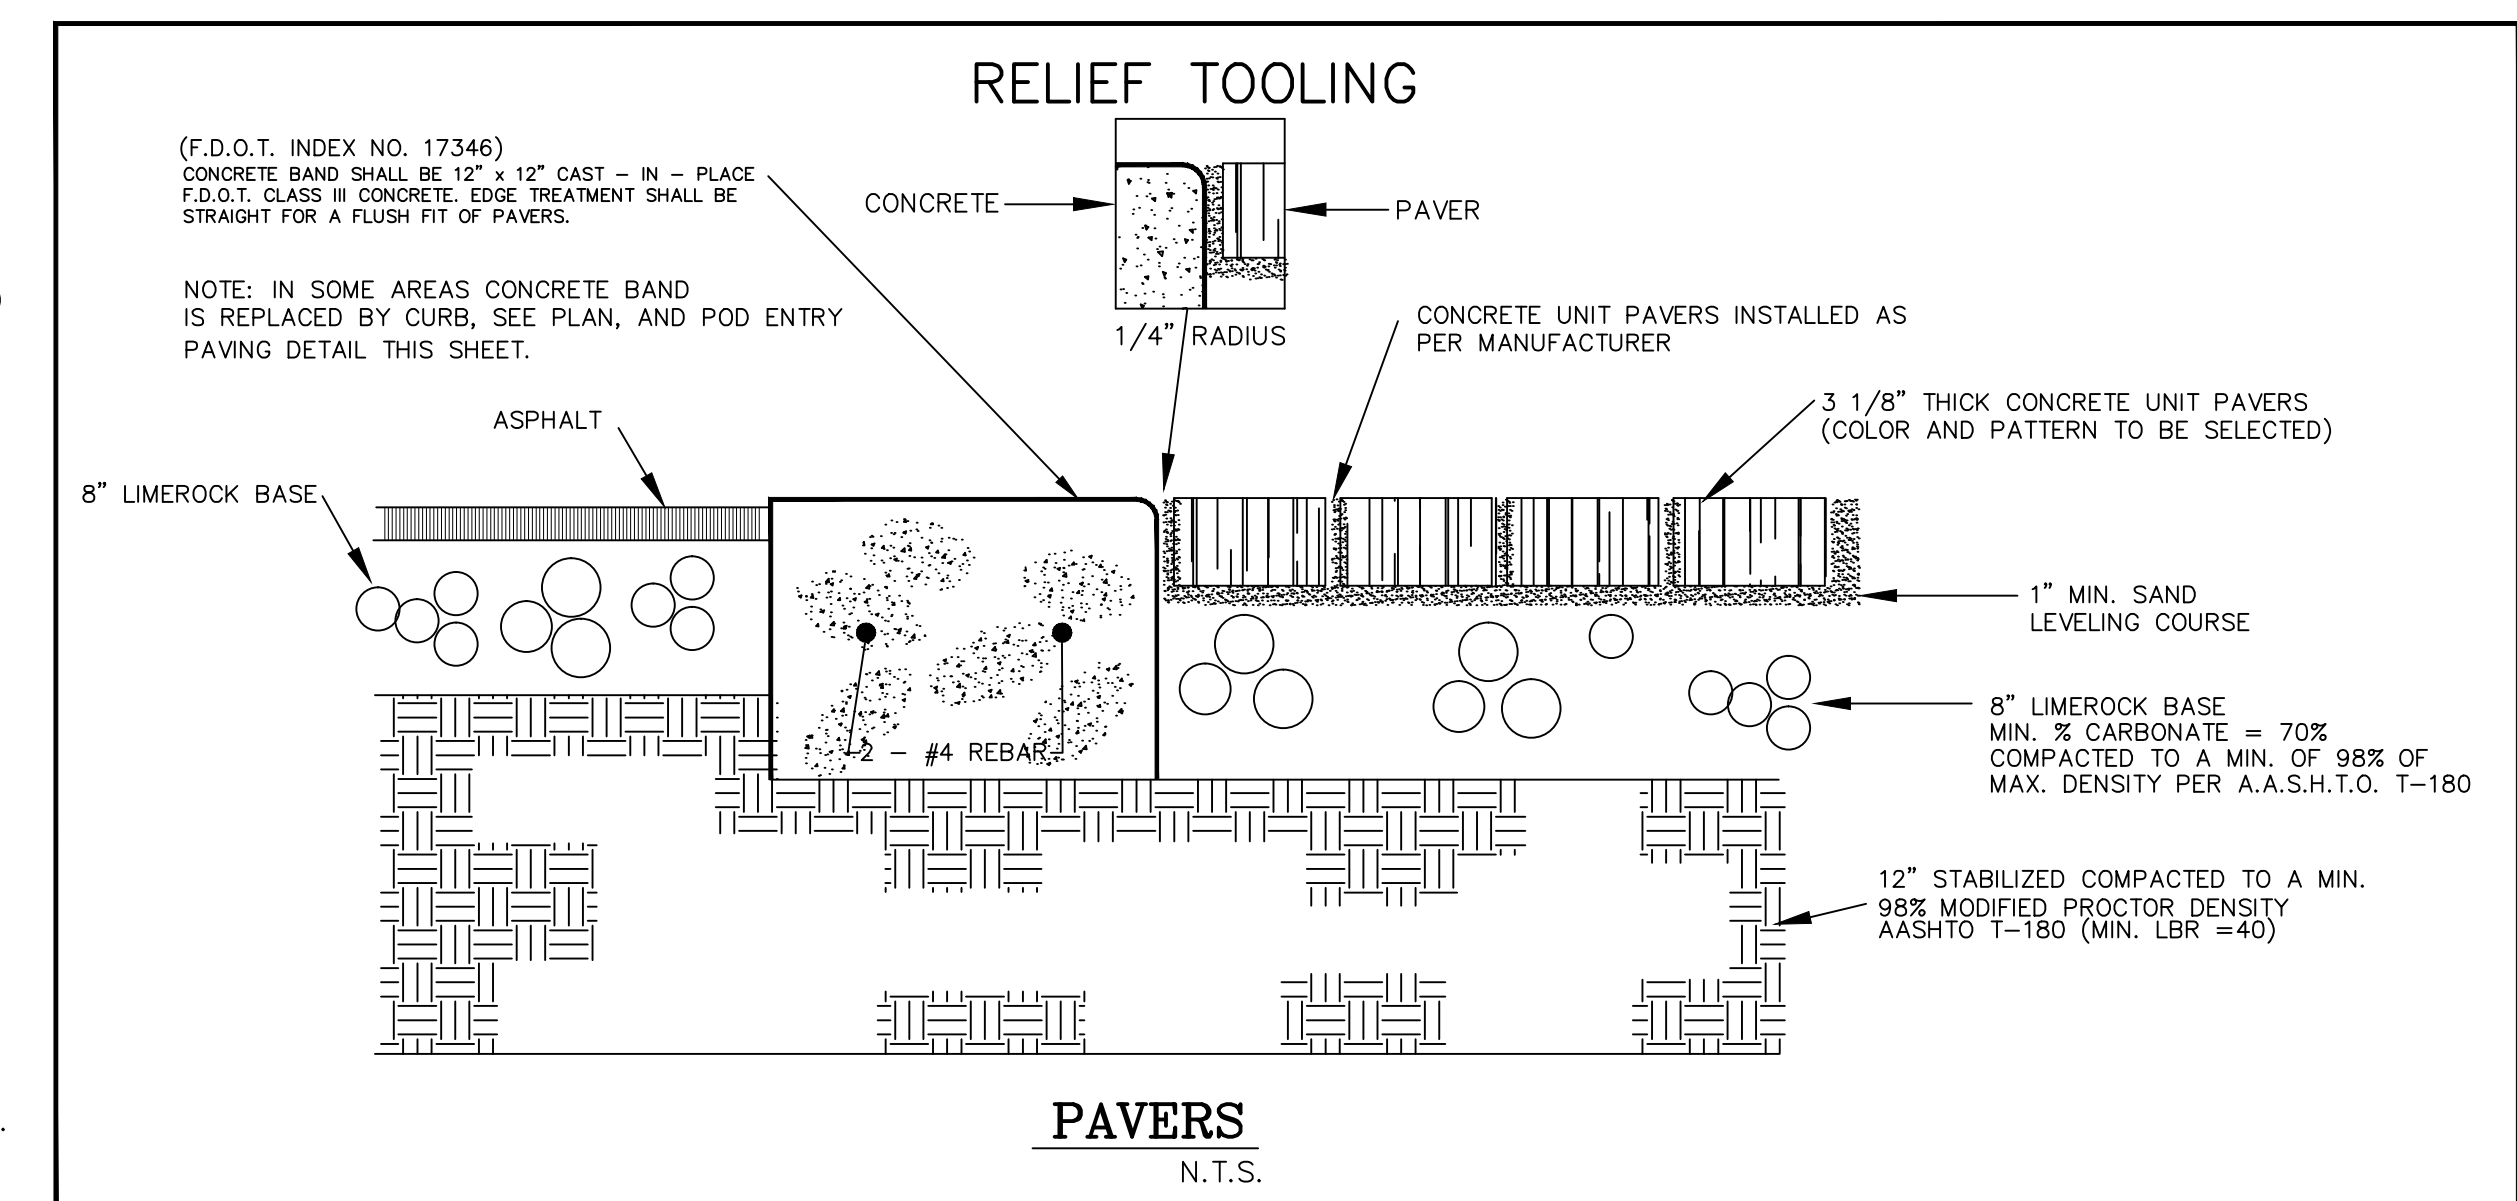 RELIEF TOOLING
(F.D.O.T. INDEX NO. 17346)
CONCRETE BAND SHALL BE 12" x 12" CAST – IN – PLACE
F.D.O.T. CLASS III CONCRETE. EDGE TREATMENT SHALL BE
STRAIGHT FOR A FLUSH FIT OF PAVERS.
CONCRETE
PAVER
1/4" RADIUS
NOTE: IN SOME AREAS CONCRETE BAND
IS REPLACED BY CURB, SEE PLAN, AND POD ENTRY
PAVING DETAIL THIS SHEET.
CONCRETE UNIT PAVERS INSTALLED AS
PER MANUFACTURER
3 1/8" THICK CONCRETE UNIT PAVERS
(COLOR AND PATTERN TO BE SELECTED)
ASPHALT
8" LIMEROCK BASE
1" MIN. SAND
LEVELING COURSE
2 – #4 REBAR
8" LIMEROCK BASE
MIN. % CARBONATE = 70%
COMPACTED TO A MIN. OF 98% OF
MAX. DENSITY PER A.A.S.H.T.O. T–180
12" STABILIZED COMPACTED TO A MIN.
98% MODIFIED PROCTOR DENSITY
AASHTO T–180 (MIN. LBR =40)
PAVERS
N.T.S.